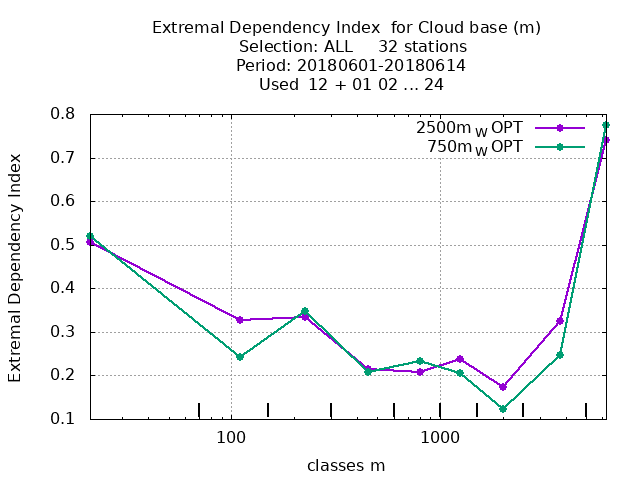 Extremal Dependency Index  for Cloud base (m)
Selection: ALL     32 stations
Period: 20180601-20180614
Used  12 + 01 02 ... 24
2500m W OPT
750m W OPT
Extremal Dependency Index
0.8
0.7
0.6
0.5
0.4
0.3
0.2
0.1
100
1000
classes m